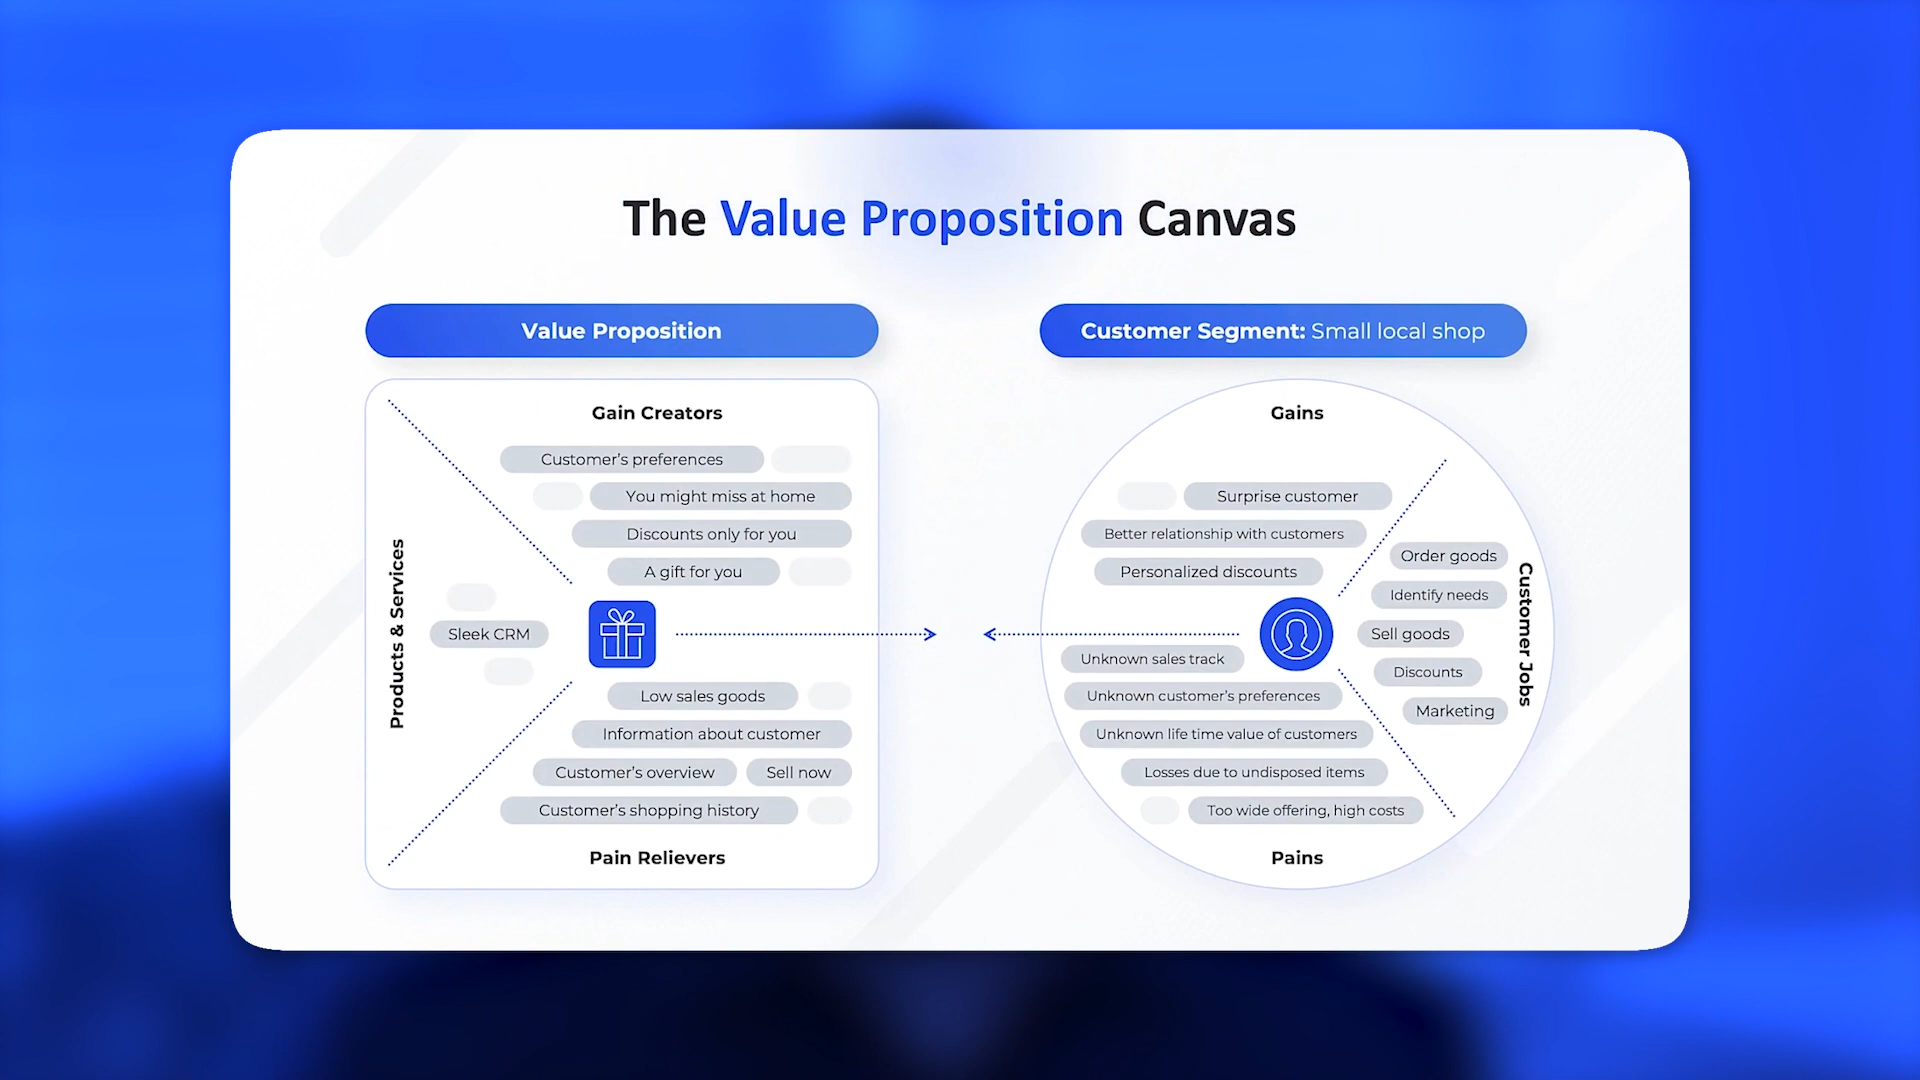 The Value Proposition Canvas
Value Proposition
Gain Creators
Customer's preferences
You might miss at home
Discounts only for you
A gift for you
Products & Services
Sleek CRM
Low sales goods
Information about customer
Customer's overview
Sell now
Customer's shopping history
Pain Relievers
Customer Segment: Small local shop
Gains
Surprise customer
Better relationship with customers
Personalized discounts
Order goods
Identify needs
Sell goods
Discounts
Marketing
Customer Jobs
Unknown sales track
Unknown customer's preferences
Unknown life time value of customers
Losses due to undisposed items
Too wide offering, high costs
Pains